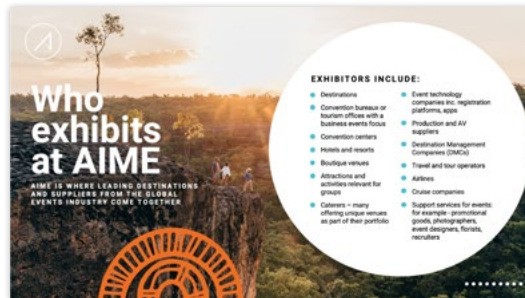 Who
exhibits
at AIME
AIME IS WHERE LEADING DESTINATIONS
AND SUPPLIERS FROM THE GLOBAL
EVENTS INDUSTRY COME TOGETHER
EXHIBITORS INCLUDE:
Destinations
Convention bureaus or
tourism offices with a
business events focus
Convention centers
Hotels and resorts
Boutique venues
Attractions and
activities relevant for
groups
Caterers – many
offering unique venues
as part of their portfolio
Event technology
companies inc. registration
platforms, apps
Production and AV
suppliers
Destination Management
Companies (DMCs)
Travel and tour operators
Airlines
Cruise companies
Support services for events:
for example - promotional
goods, photographers,
event designers, florists,
recruiters